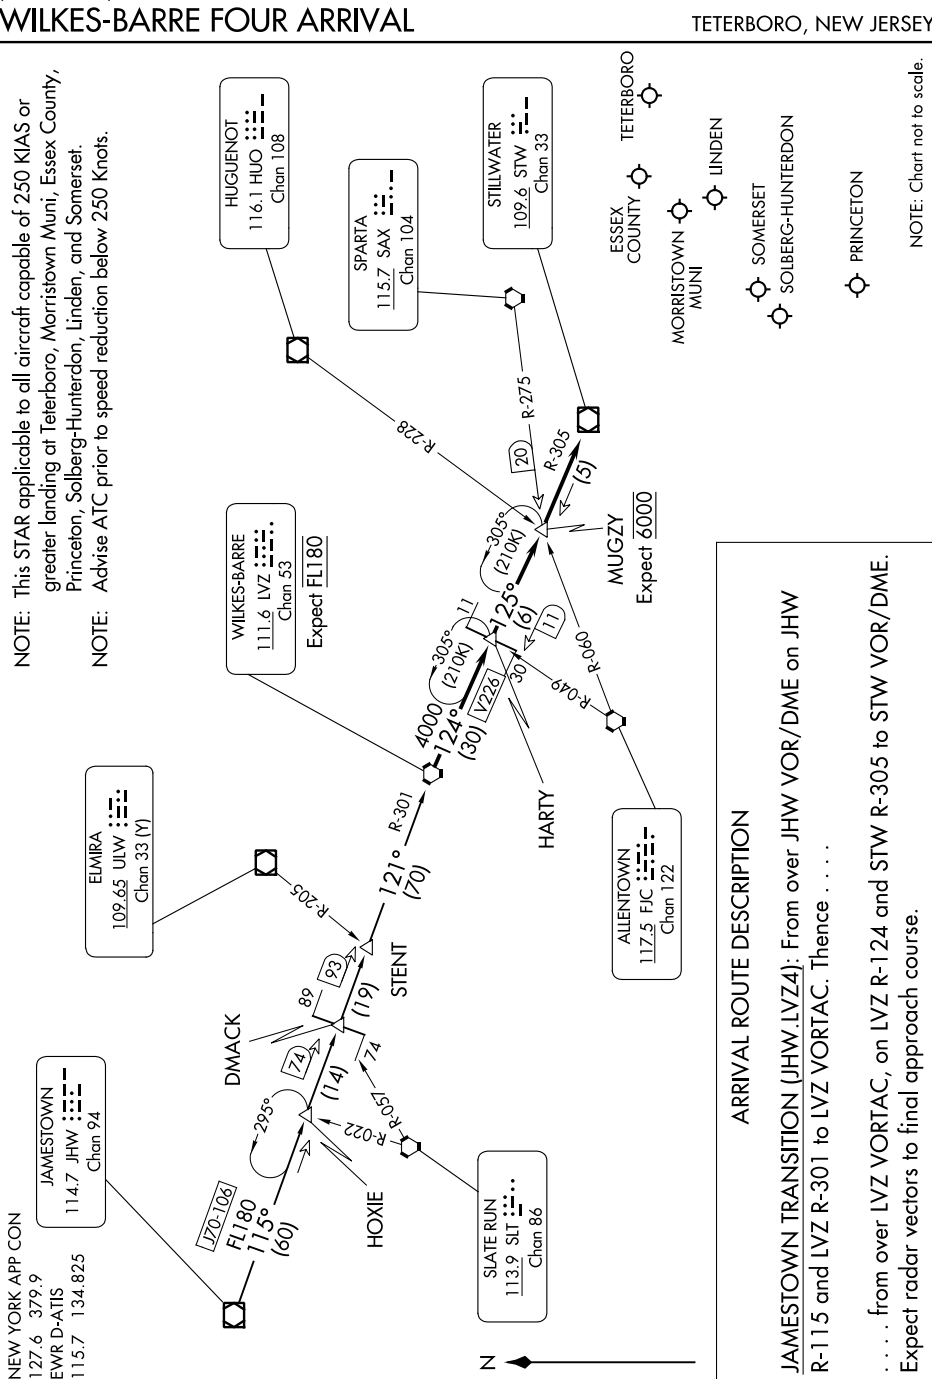 WILKES-BARRE FOUR ARRIVAL
TETERBORO, NEW JERSEY
NEW YORK APP CON
127.6 379.9
EWR D-ATIS
115.7 134.825
NOTE: This STAR applicable to all aircraft capable of 250 KIAS or
greater landing at Teterboro, Morristown Muni, Essex County,
Princeton, Solberg-Hunterdon, Linden, and Somerset.
NOTE: Advise ATC prior to speed reduction below 250 Knots.
JAMESTOWN
114.7 JHW
Chan 94
ELMIRA
109.65 ULW
Chan 33 (Y)
WILKES-BARRE
111.6 LVZ
Chan 53
Expect FL180
HUGUENOT
116.1 HUO
Chan 108
SPARTA
115.7 SAX
Chan 104
STILLWATER
109.6 STW
Chan 33
SLATE RUN
113.9 SLT
Chan 86
ALLENTOWN
117.5 FJC
Chan 122
J70-106
FL180
115°
(60)
295°
HOXIE
R-022
R-057
74
(14)
DMACK
74
89
(19)
93
STENT
R-205
121°
(70)
R-301
4000
124°
(30)
V226
305°
(210K)
HARTY
11
30
11
R-049
R-060
125°
(6)
305°
(210K)
MUGZY
Expect 6000
R-228
20
R-275
R-305
(5)
ESSEX
COUNTY
TETERBORO
MORRISTOWN
MUNI
LINDEN
SOMERSET
SOLBERG-HUNTERDON
PRINCETON
NOTE: Chart not to scale.
N
ARRIVAL ROUTE DESCRIPTION
JAMESTOWN TRANSITION (JHW.LVZ4): From over JHW VOR/DME on JHW
R-115 and LVZ R-301 to LVZ VORTAC. Thence . . . .
. . . . from over LVZ VORTAC, on LVZ R-124 and STW R-305 to STW VOR/DME.
Expect radar vectors to final approach course.